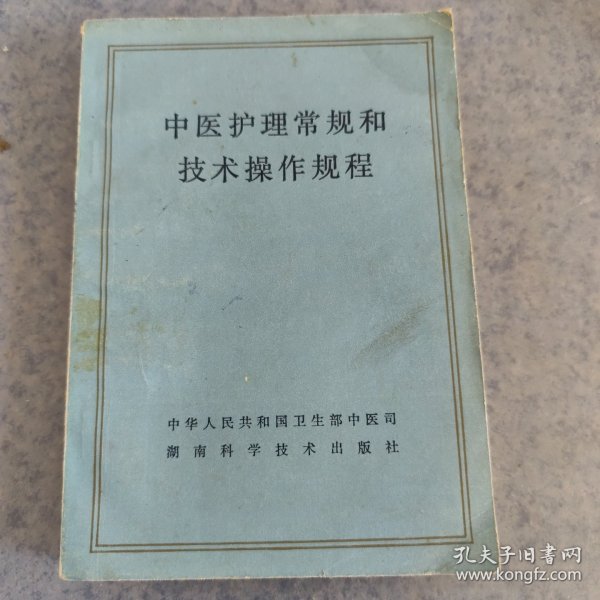 中医护理常规和
技术操作规程
中华人民共和国卫生部中医司
湖南科学技术出版社
孔夫子旧书网
www.kongfz.com